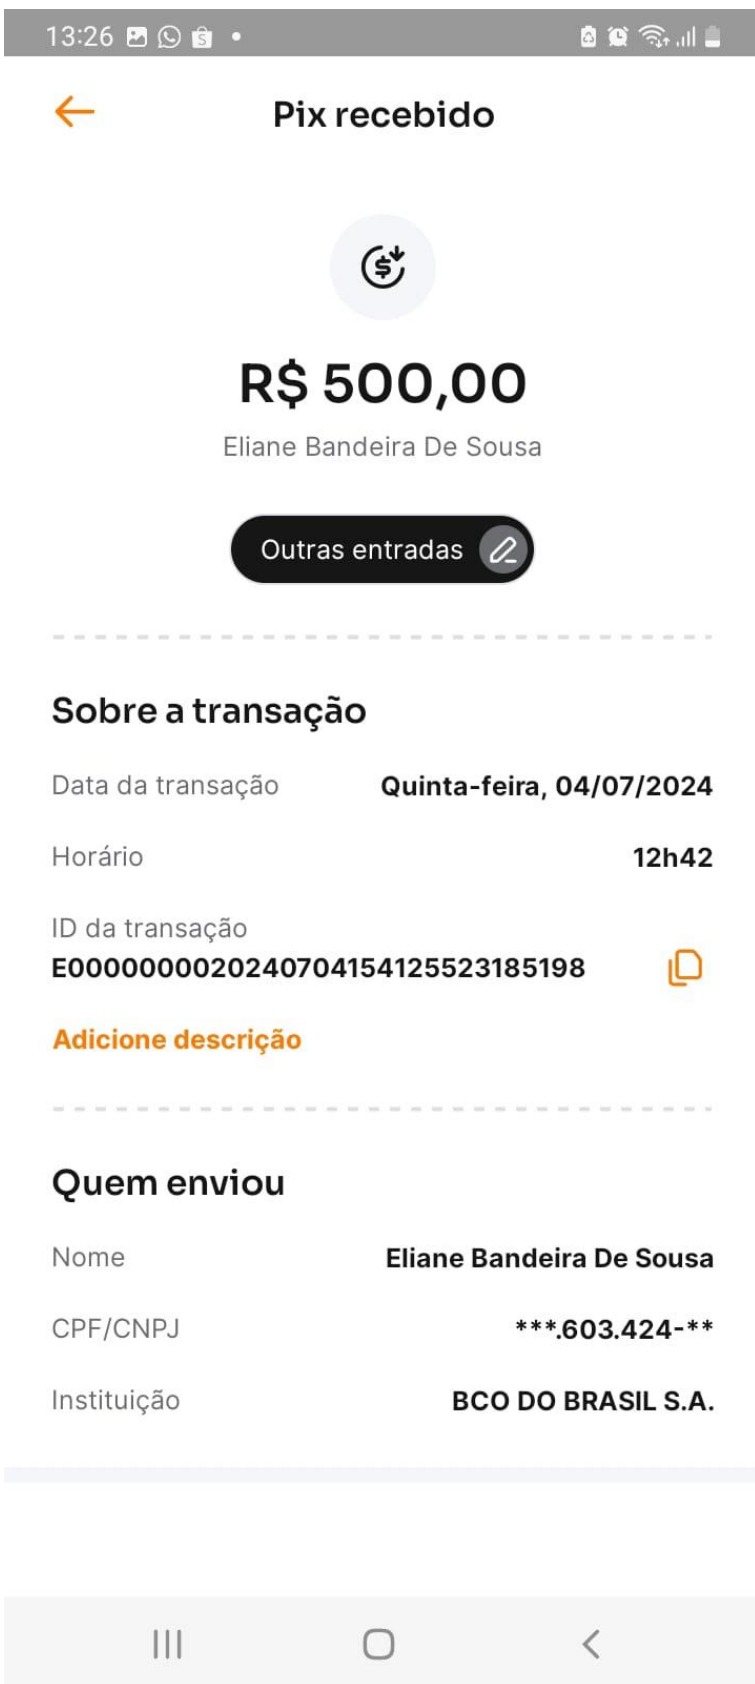 13:26
Pix recebido
R$ 500,00
Eliane Bandeira De Sousa
Outras entradas
Sobre a transação
Data da transação Quinta-feira, 04/07/2024
Horário 12h42
ID da transação
E0000000020240704154125523185198
Adicione descrição
Quem enviou
Nome Eliane Bandeira De Sousa
CPF/CNPJ ***.603.424-**
Instituição BCO DO BRASIL S.A.